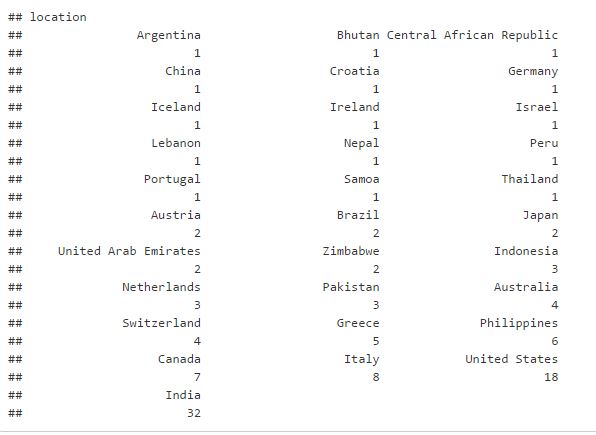 ## location
##                Argentina                   Bhutan Central African Republic
##                        1                        1                        1
##                    China                  Croatia                  Germany
##                        1                        1                        1
##                  Iceland                  Ireland                   Israel
##                        1                        1                        1
##                  Lebanon                    Nepal                     Peru
##                        1                        1                        1
##                 Portugal                    Samoa                 Thailand
##                        1                        1                        1
##                  Austria                   Brazil                    Japan
##                        2                        2                        2
##     United Arab Emirates                 Zimbabwe                Indonesia
##                        2                        2                        3
##              Netherlands                 Pakistan                Australia
##                        3                        3                        4
##              Switzerland                   Greece              Philippines
##                        4                        5                        6
##                   Canada                    Italy            United States
##                        7                        8                       18
##                    India
##                       32